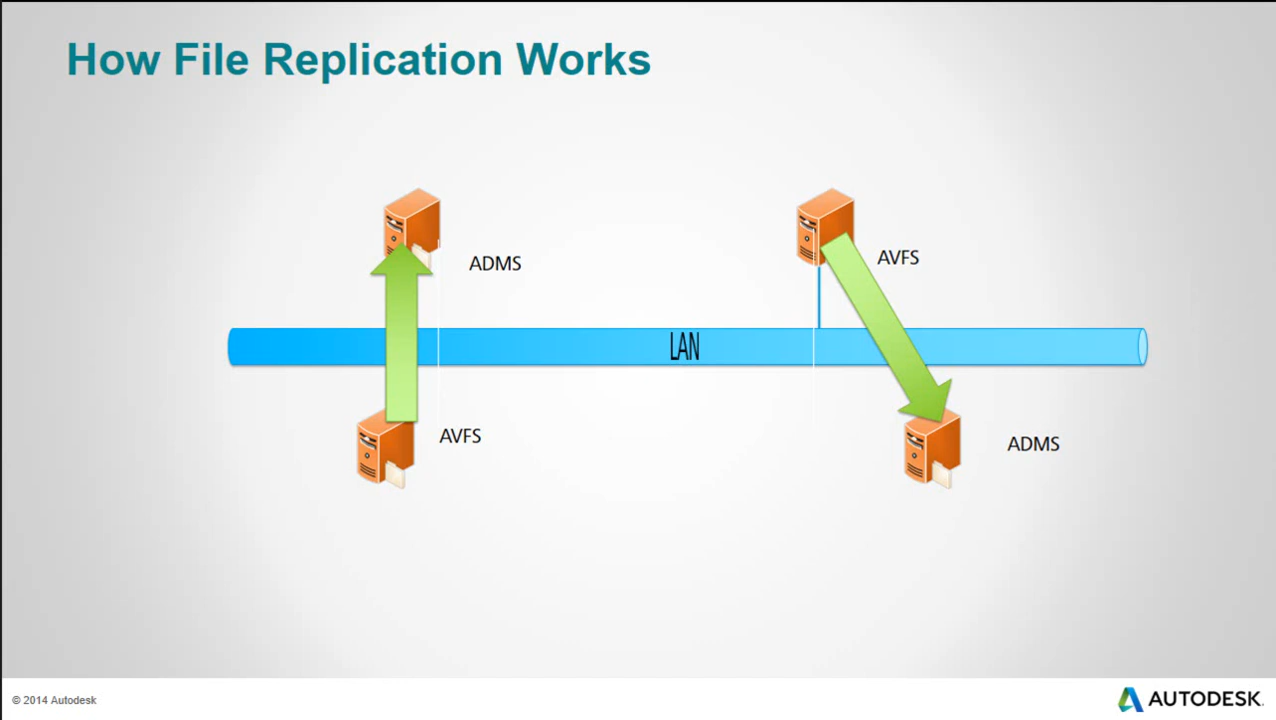 How File Replication Works
ADMS
AVFS
LAN
AVFS
ADMS
© 2014 Autodesk
AUTODESK.